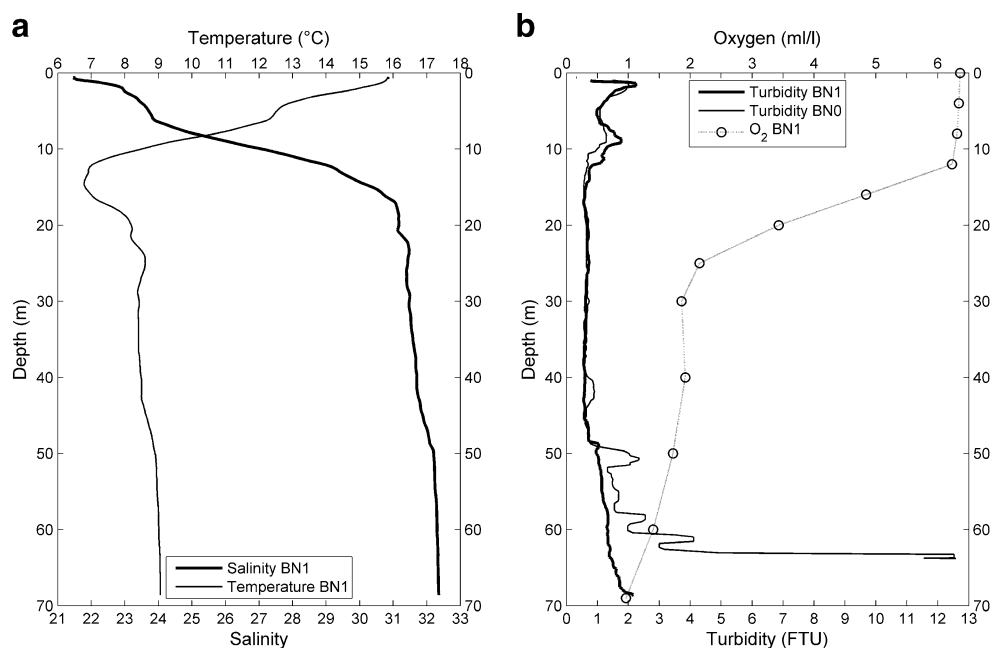 a
Temperature (°C)
6 7 8 9 10 11 12 13 14 15 16 17 18
0 10 20 30 40 50 60 70
Depth (m)
0 10 20 30 40 50 60 70
Salinity BN1
Temperature BN1
21 22 23 24 25 26 27 28 29 30 31 32 33
Salinity
b
Oxygen (ml/l)
0 1 2 3 4 5 6
0 10 20 30 40 50 60 70
Depth (m)
0 10 20 30 40 50 60 70
Turbidity BN1
Turbidity BN0
O2 BN1
0 1 2 3 4 5 6 7 8 9 10 11 12 13
Turbidity (FTU)